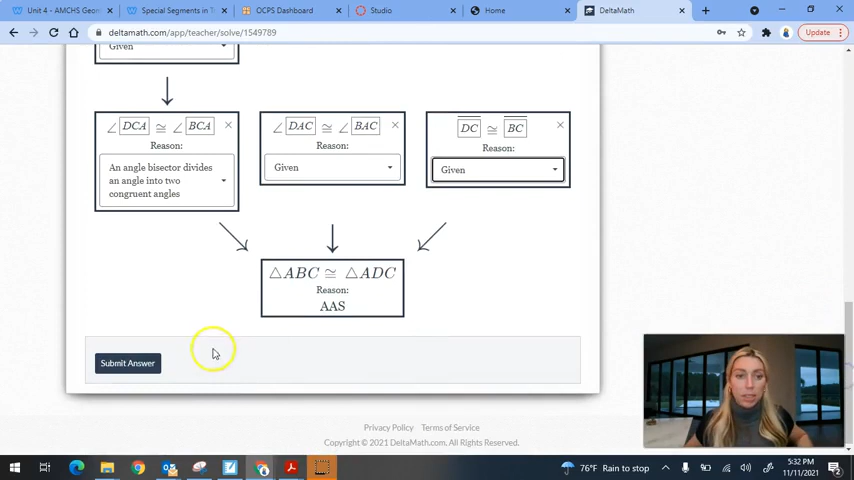 Unit 4 - AMCHS Geom
Special Segments in T
OCPS Dashboard
Studio
Home
DeltaMath
deltamath.com/app/teacher/solve/1549789
Update
Given
∠ DCA ≅ ∠ BCA
Reason:
An angle bisector divides
an angle into two
congruent angles
∠ DAC ≅ ∠ BAC
Reason:
Given
DC ≅ BC
Reason:
Given
△ABC ≅ △ADC
Reason:
AAS
Submit Answer
Privacy Policy Terms of Service
Copyright © 2021 DeltaMath.com. All Rights Reserved.
76°F Rain to stop
5:32 PM
11/11/2021
2